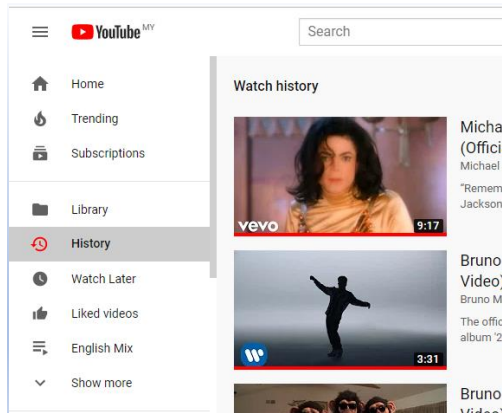 YouTube MY
Search
Home
Trending
Subscriptions
Library
History
Watch Later
Liked videos
English Mix
Show more
Watch history
vevo
9:17
Micha
(Offici
Michael
"Remem
Jackson
3:31
Bruno
Video)
Bruno M
The offic
album '2
Bruno